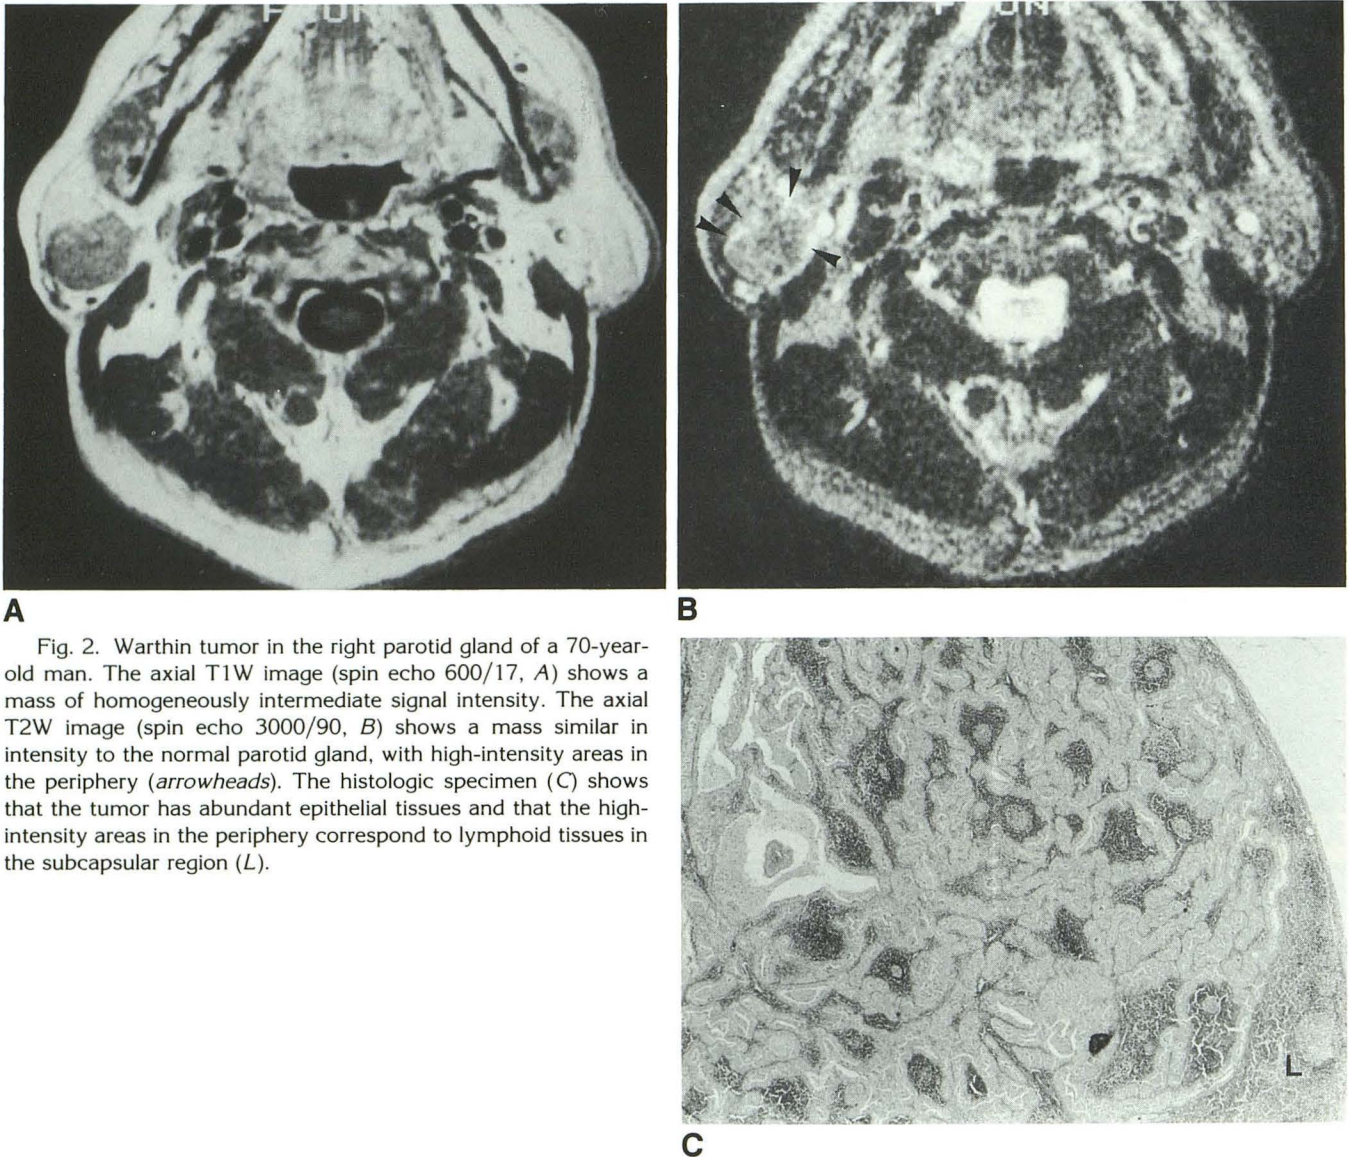 A
B
Fig. 2. Warthin tumor in the right parotid gland of a 70-year-
old man. The axial T1W image (spin echo 600/17, A) shows a
mass of homogeneously intermediate signal intensity. The axial
T2W image (spin echo 3000/90, B) shows a mass similar in
intensity to the normal parotid gland, with high-intensity areas in
the periphery (arrowheads). The histologic specimen (C) shows
that the tumor has abundant epithelial tissues and that the high-
intensity areas in the periphery correspond to lymphoid tissues in
the subcapsular region (L).
L
C